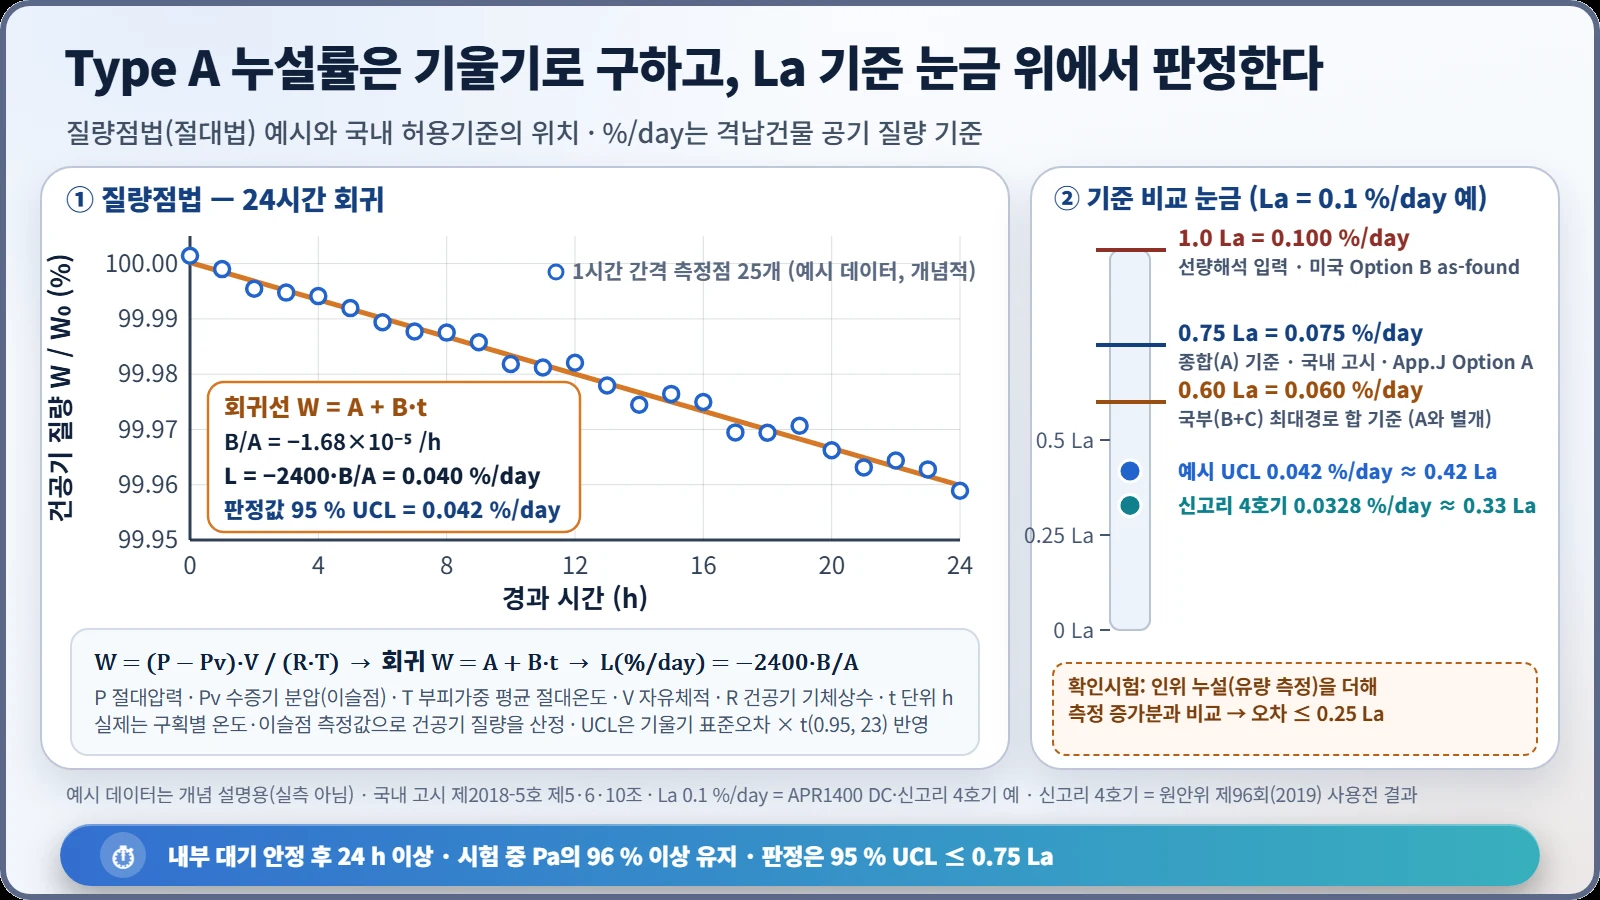 Type A 누설률은 기울기로 구하고, La 기준 눈금 위에서 판정한다
질량점법(절대법) 예시와 국내 허용기준의 위치 · %/day는 격납건물 공기 질량 기준
① 질량점법 — 24시간 회귀
건공기 질량 W / W₀ (%)
100.00
99.99
99.98
99.97
99.96
99.95
1시간 간격 측정점 25개 (예시 데이터, 개념적)
회귀선 W = A + B·t
B/A = −1.68×10⁻⁵ /h
L = −2400·B/A = 0.040 %/day
판정값 95 % UCL = 0.042 %/day
0 4 8 12 16 20 24
경과 시간 (h)
W = (P − Pv)·V / (R·T) → 회귀 W = A + B·t → L(%/day) = −2400·B/A
P 절대압력 · Pv 수증기 분압(이슬점) · T 부피가중 평균 절대온도 · V 자유체적 · R 건공기 기체상수 · t 단위 h
실제는 구획별 온도·이슬점 측정값으로 건공기 질량을 산정 · UCL은 기울기 표준오차 × t(0.95, 23) 반영
② 기준 비교 눈금 (La = 0.1 %/day 예)
1.0 La = 0.100 %/day
선량해석 입력 · 미국 Option B as-found
0.75 La = 0.075 %/day
종합(A) 기준 · 국내 고시 · App.J Option A
0.60 La = 0.060 %/day
국부(B+C) 최대경로 합 기준 (A와 별개)
0.5 La
예시 UCL 0.042 %/day ≈ 0.42 La
신고리 4호기 0.0328 %/day ≈ 0.33 La
0.25 La
0 La
확인시험: 인위 누설(유량 측정)을 더해
측정 증가분과 비교 → 오차 ≤ 0.25 La
예시 데이터는 개념 설명용(실측 아님) · 국내 고시 제2018-5호 제5·6·10조 · La 0.1 %/day = APR1400 DC·신고리 4호기 예 · 신고리 4호기 = 원안위 제96회(2019) 사용전 결과
내부 대기 안정 후 24 h 이상 · 시험 중 Pa의 96 % 이상 유지 · 판정은 95 % UCL ≤ 0.75 La